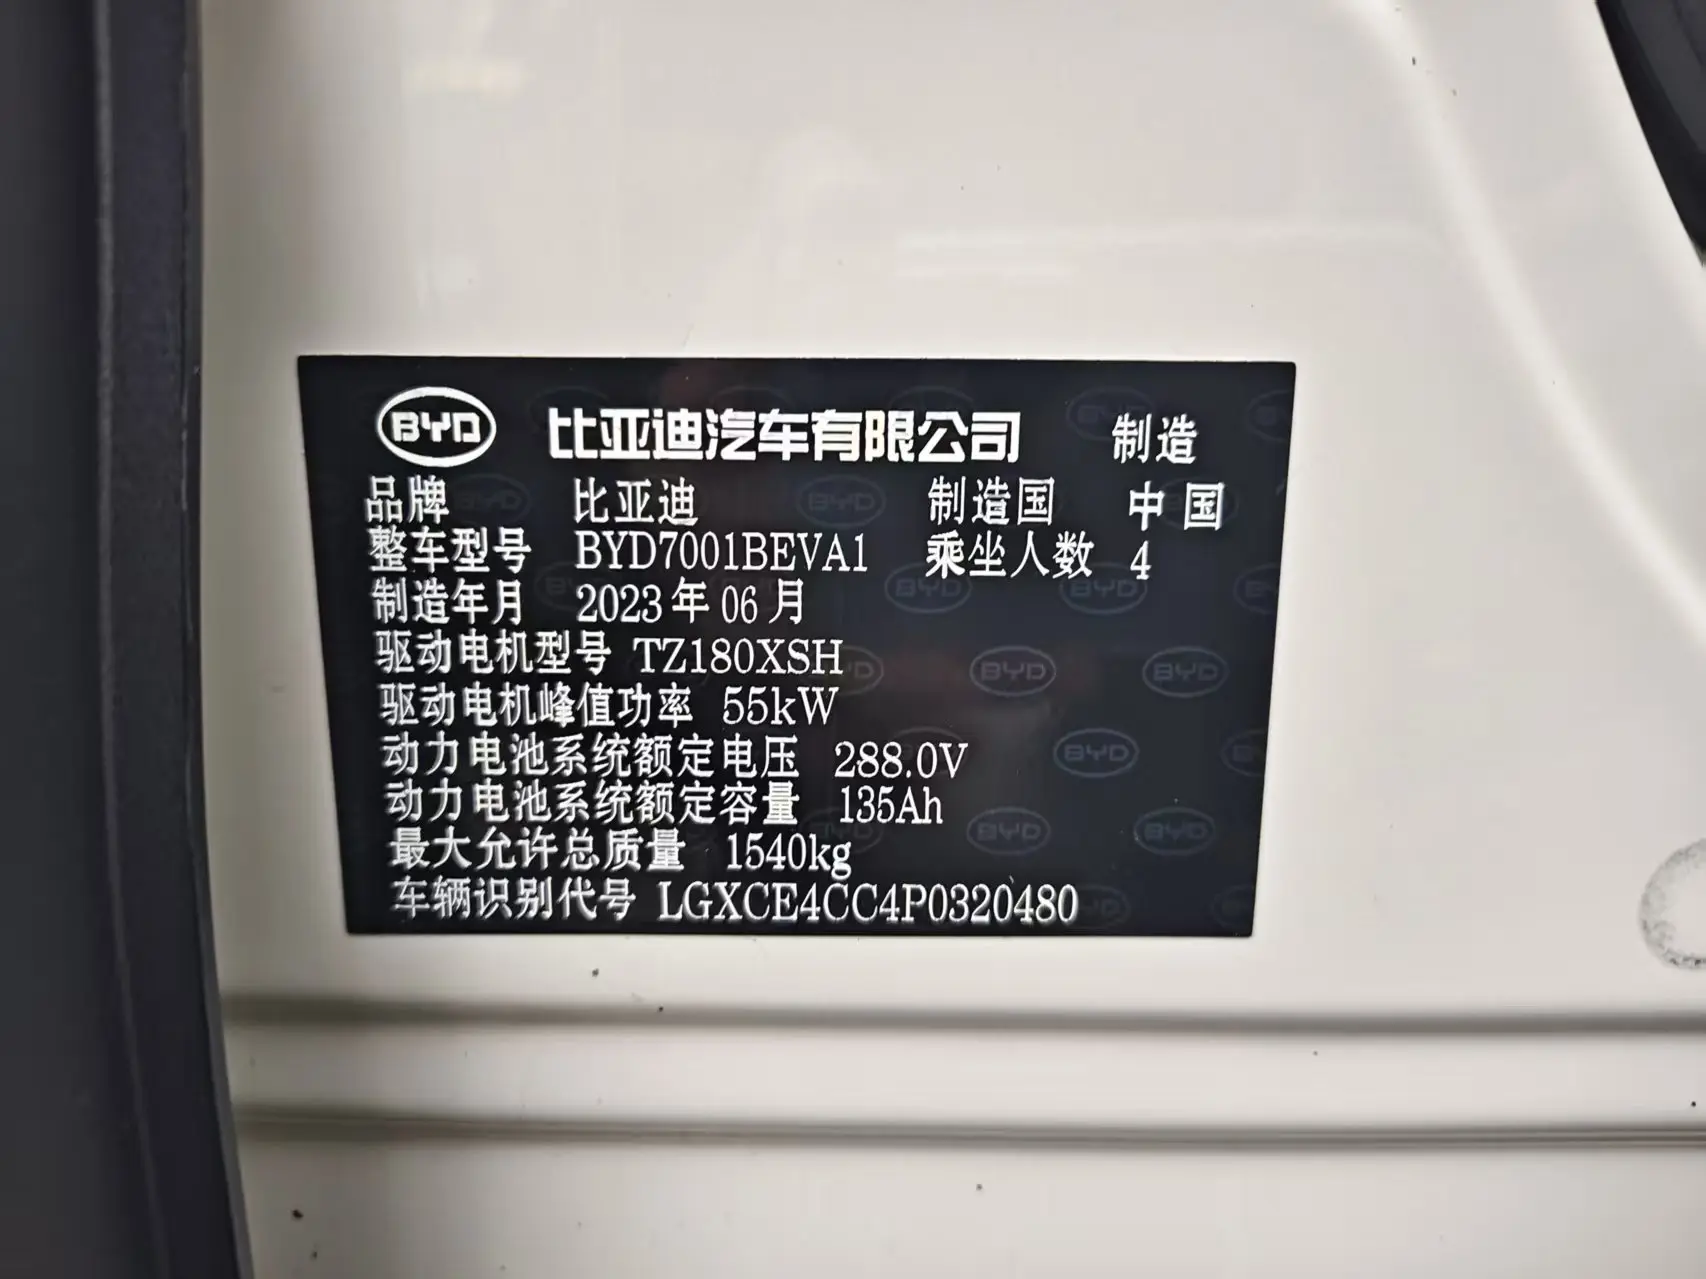 BYD 比亚迪汽车有限公司 制造
品牌 比亚迪 制造国 中国
整车型号 BYD7001BEVA1 乘坐人数 4
制造年月 2023年06月
驱动电机型号 TZ180XSH
驱动电机峰值功率 55kW
动力电池系统额定电压 288.0V
动力电池系统额定容量 135Ah
最大允许总质量 1540kg
车辆识别代号 LGXCE4CC4P0320480